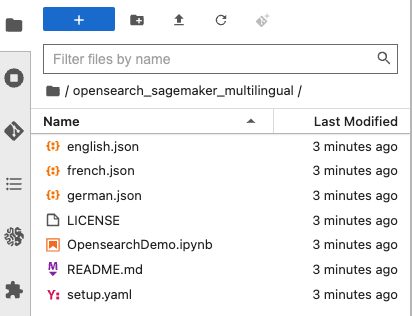 +
Filter files by name
/ opensearch_sagemaker_multilingual /
Name Last Modified
english.json 3 minutes ago
french.json 3 minutes ago
german.json 3 minutes ago
LICENSE 3 minutes ago
OpensearchDemo.ipynb 3 minutes ago
README.md 3 minutes ago
setup.yaml 3 minutes ago